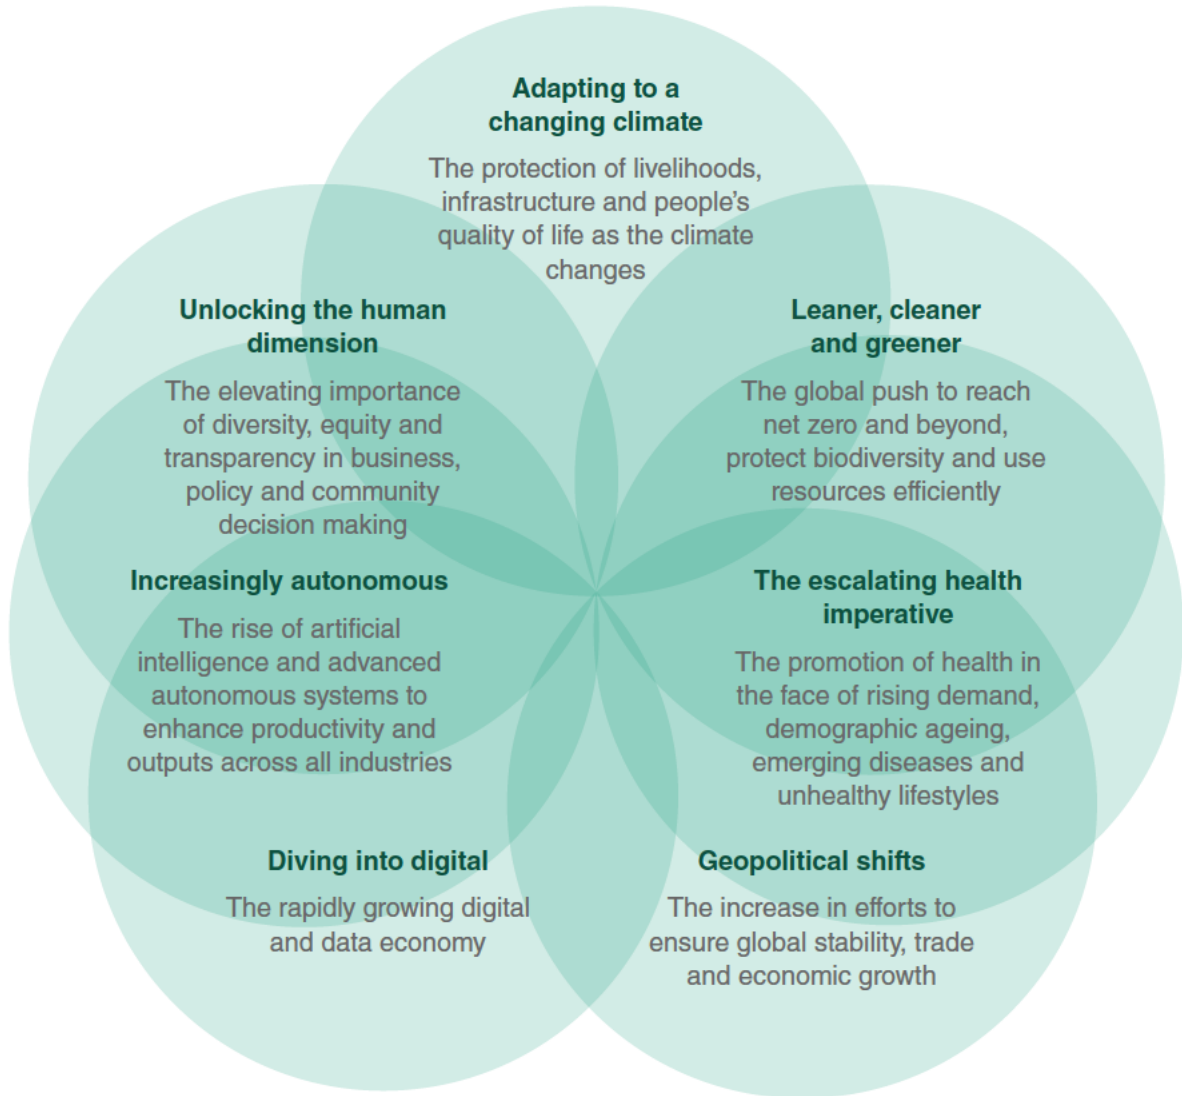 Adapting to a
changing climate
The protection of livelihoods,
infrastructure and people’s
quality of life as the climate
changes
Unlocking the human
dimension
The elevating importance
of diversity, equity and
transparency in business,
policy and community
decision making
Leaner, cleaner
and greener
The global push to reach
net zero and beyond,
protect biodiversity and use
resources efficiently
Increasingly autonomous
The rise of artificial
intelligence and advanced
autonomous systems to
enhance productivity and
outputs across all industries
The escalating health
imperative
The promotion of health in
the face of rising demand,
demographic ageing,
emerging diseases and
unhealthy lifestyles
Diving into digital
The rapidly growing digital
and data economy
Geopolitical shifts
The increase in efforts to
ensure global stability, trade
and economic growth